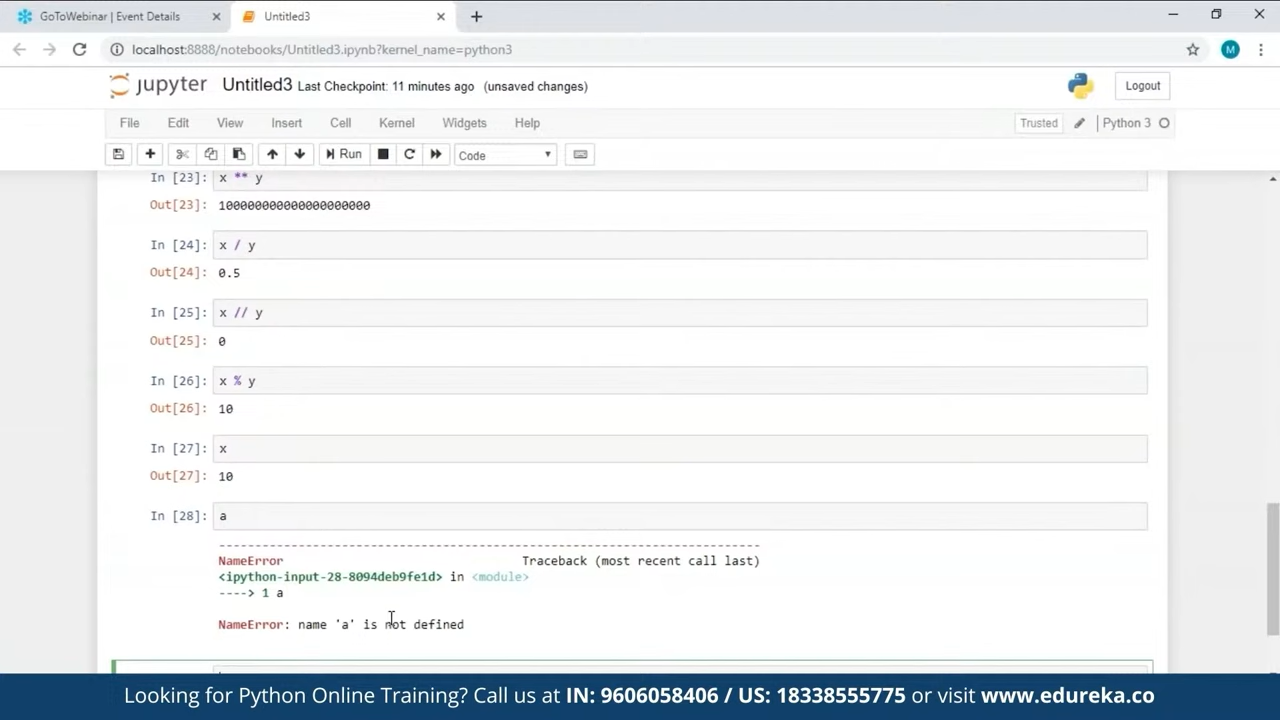 GoToWebinar | Event Details
Untitled3
localhost:8888/notebooks/Untitled3.ipynb?kernel_name=python3
M
jupyter Untitled3 Last Checkpoint: 11 minutes ago (unsaved changes)
Logout
File Edit View Insert Cell Kernel Widgets Help
Trusted Python 3
Run Code
In [23]: x ** y
Out[23]: 100000000000000000000
In [24]: x / y
Out[24]: 0.5
In [25]: x // y
Out[25]: 0
In [26]: x % y
Out[26]: 10
In [27]: x
Out[27]: 10
In [28]: a
---------------------------------------------------------------------------
NameError Traceback (most recent call last)
<ipython-input-28-8094deb9fe1d> in <module>
----> 1 a
NameError: name 'a' is not defined
Looking for Python Online Training? Call us at IN: 9606058406 / US: 18338555775 or visit www.edureka.co